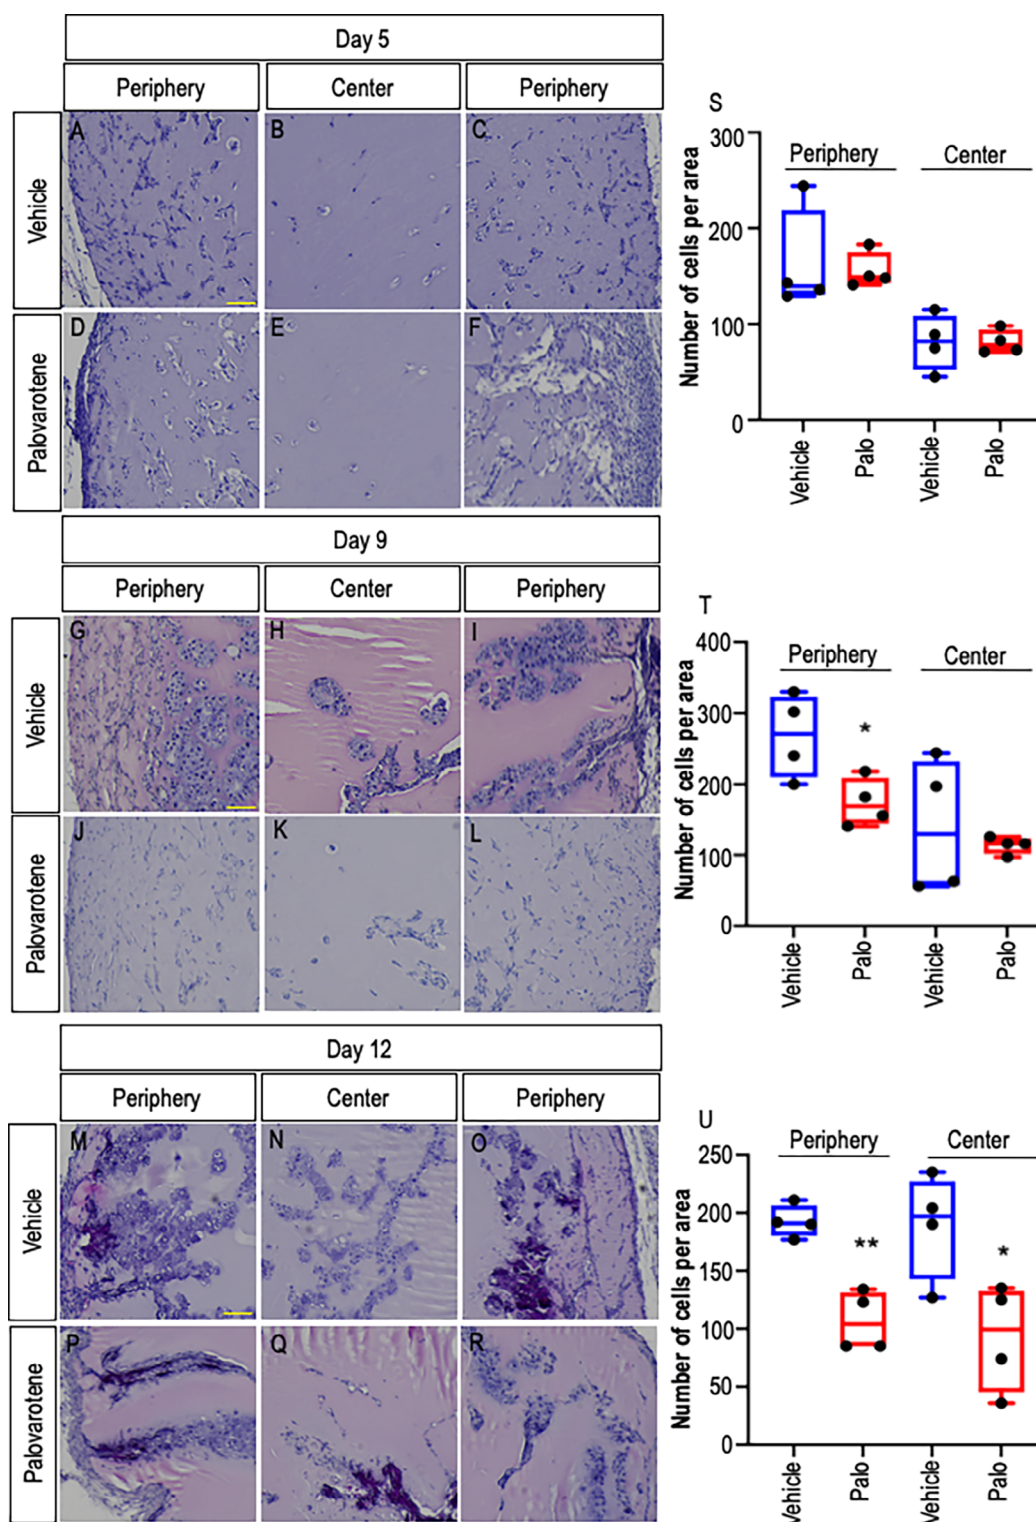 Day 5
Periphery Center Periphery
Vehicle
A B C
Palovarotene
D E F
S
Number of cells per area
300
200
100
0
Periphery Center
Vehicle Palo Vehicle Palo
Day 9
Periphery Center Periphery
Vehicle
G H I
Palovarotene
J K L
T
Number of cells per area
400
300
200
100
0
Periphery Center
*
Vehicle Palo Vehicle Palo
Day 12
Periphery Center Periphery
Vehicle
M N O
Palovarotene
P Q R
U
Number of cells per area
250
200
150
100
50
0
Periphery Center
** *
Vehicle Palo Vehicle Palo